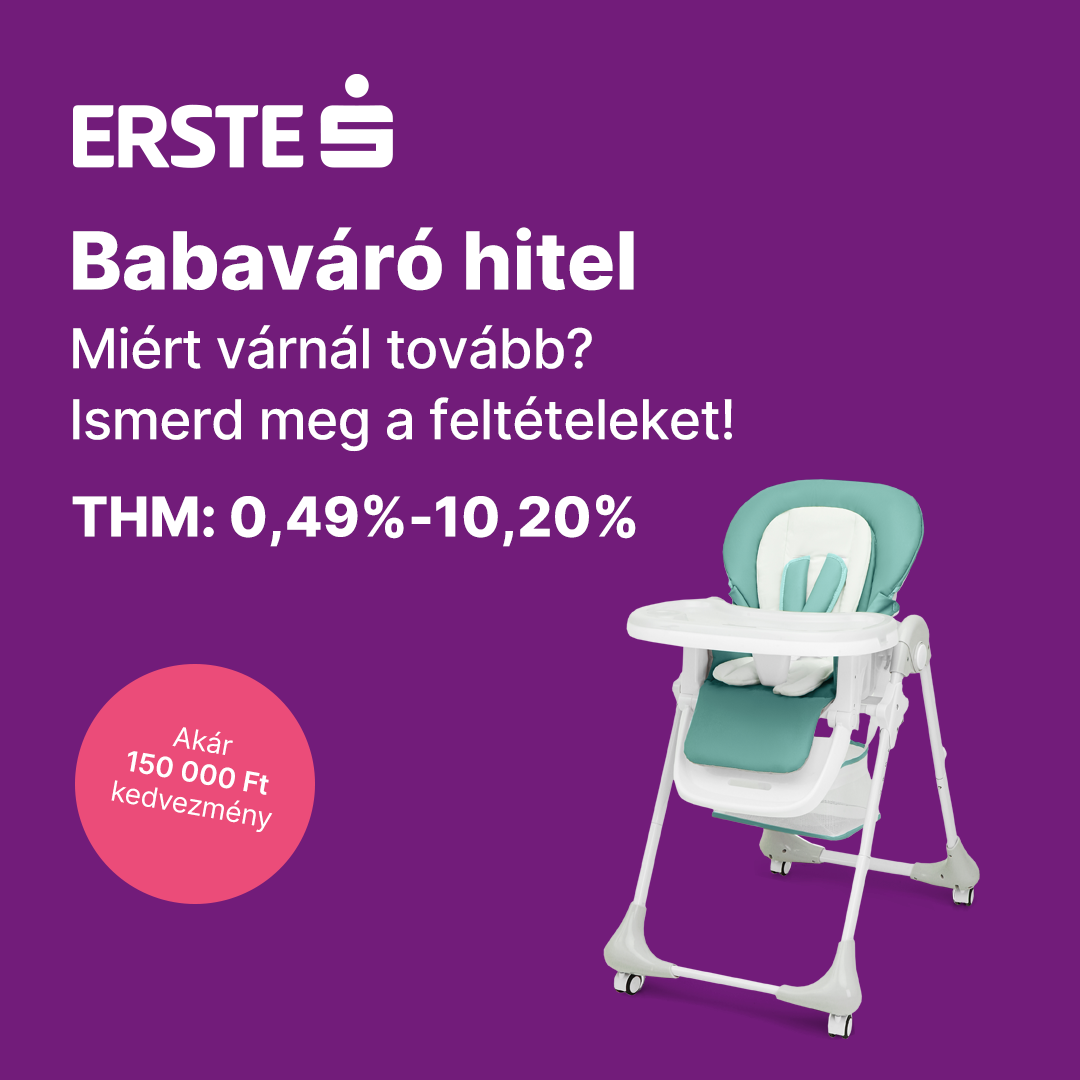 ERSTE
Babaváró hitel
Miért várnál tovább?
Ismerd meg a feltételeket!
THM: 0,49%-10,20%
Akár
150 000 Ft
kedvezmény